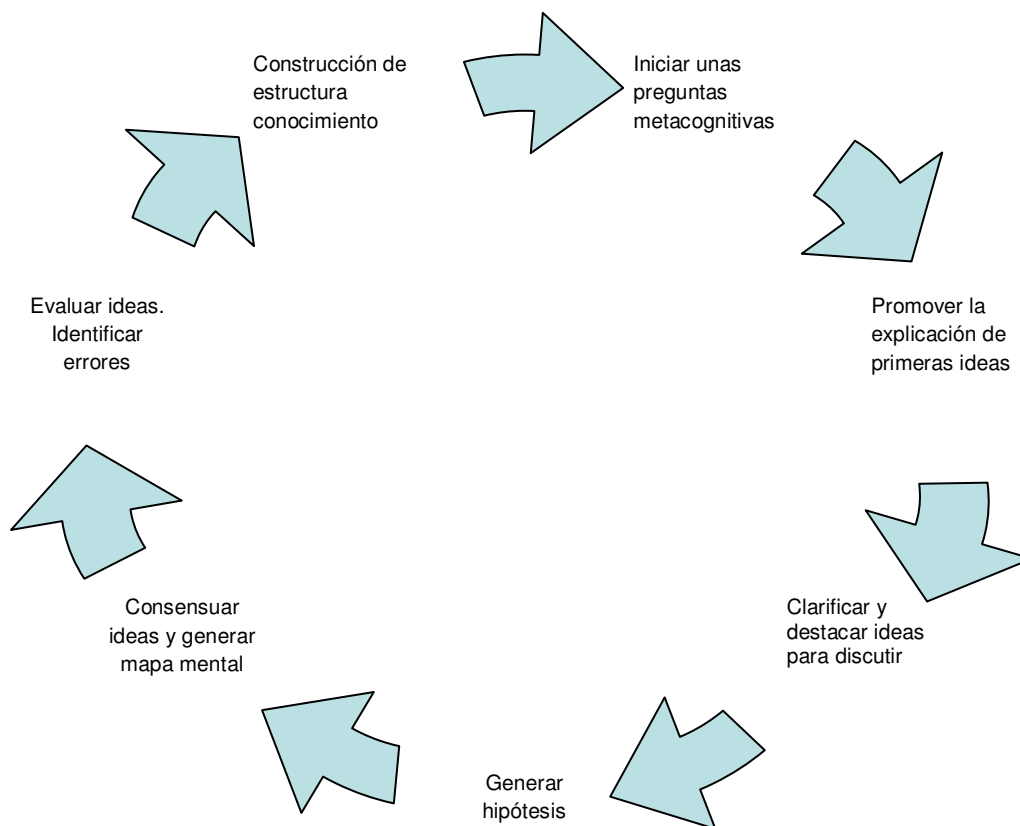 Construcción de
estructura
conocimiento
Iniciar unas
preguntas
metacognitivas
Promover la
explicación de
primeras ideas
Clarificar y
destacar ideas
para discutir
Generar
hipótesis
Consensuar
ideas y generar
mapa mental
Evaluar ideas.
Identificar
errores